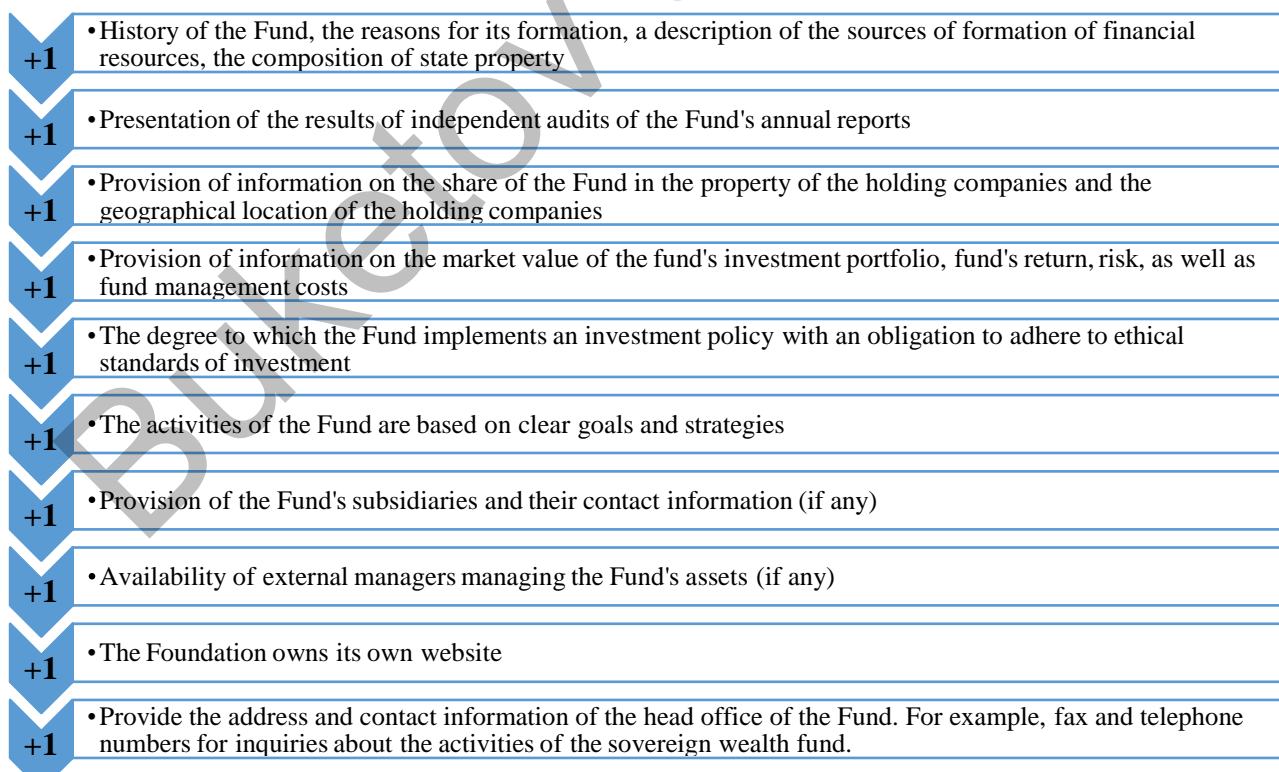 +1
•History of the Fund, the reasons for its formation, a description of the sources of formation of financial
resources, the composition of state property
+1
•Presentation of the results of independent audits of the Fund's annual reports
+1
•Provision of information on the share of the Fund in the property of the holding companies and the
geographical location of the holding companies
+1
•Provision of information on the market value of the fund's investment portfolio, fund's return, risk, as well as
fund management costs
+1
•The degree to which the Fund implements an investment policy with an obligation to adhere to ethical
standards of investment
+1
•The activities of the Fund are based on clear goals and strategies
+1
•Provision of the Fund's subsidiaries and their contact information (if any)
+1
•Availability of external managers managing the Fund's assets (if any)
+1
•The Foundation owns its own website
+1
•Provide the address and contact information of the head office of the Fund. For example, fax and telephone
numbers for inquiries about the activities of the sovereign wealth fund.
Buketov